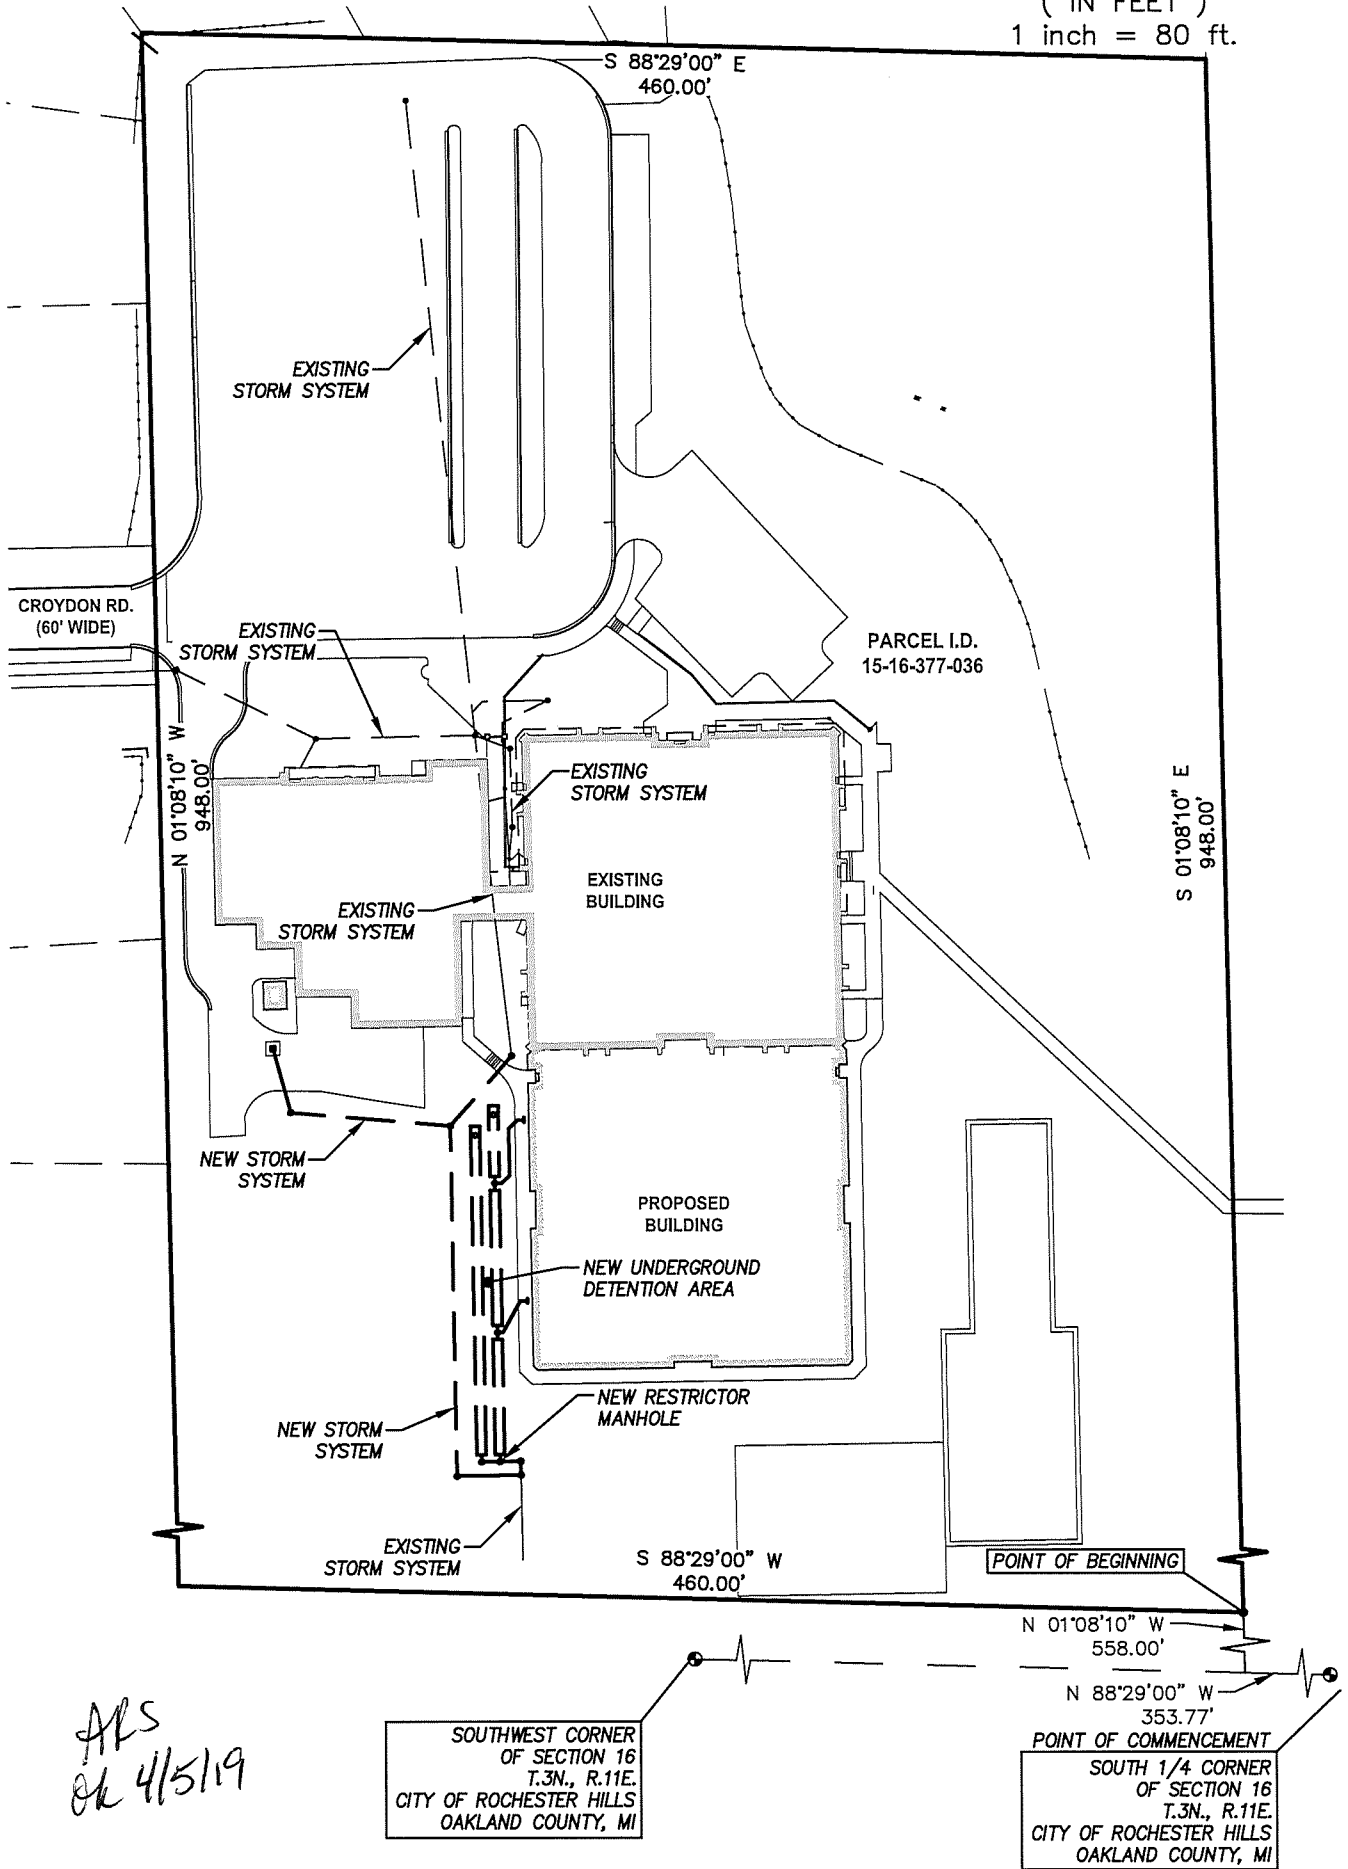 ( IN FEET )
1 inch = 80 ft.
S 88°29'00" E
460.00'
EXISTING
STORM SYSTEM
CROYDON RD.
(60' WIDE)
EXISTING
STORM SYSTEM
PARCEL I.D.
15-16-377-036
N 01°08'10" W
948.00'
EXISTING
STORM SYSTEM
S 01°08'10" E
948.00'
EXISTING
BUILDING
EXISTING
STORM SYSTEM
NEW STORM
SYSTEM
PROPOSED
BUILDING
NEW UNDERGROUND
DETENTION AREA
NEW RESTRICTOR
MANHOLE
NEW STORM
SYSTEM
EXISTING
STORM SYSTEM
S 88°29'00" W
460.00'
POINT OF BEGINNING
N 01°08'10" W
558.00'
N 88°29'00" W
353.77'
POINT OF COMMENCEMENT
SOUTHWEST CORNER
OF SECTION 16
T.3N., R.11E.
CITY OF ROCHESTER HILLS
OAKLAND COUNTY, MI
SOUTH 1/4 CORNER
OF SECTION 16
T.3N., R.11E.
CITY OF ROCHESTER HILLS
OAKLAND COUNTY, MI
ARS
Ok 4/5/19